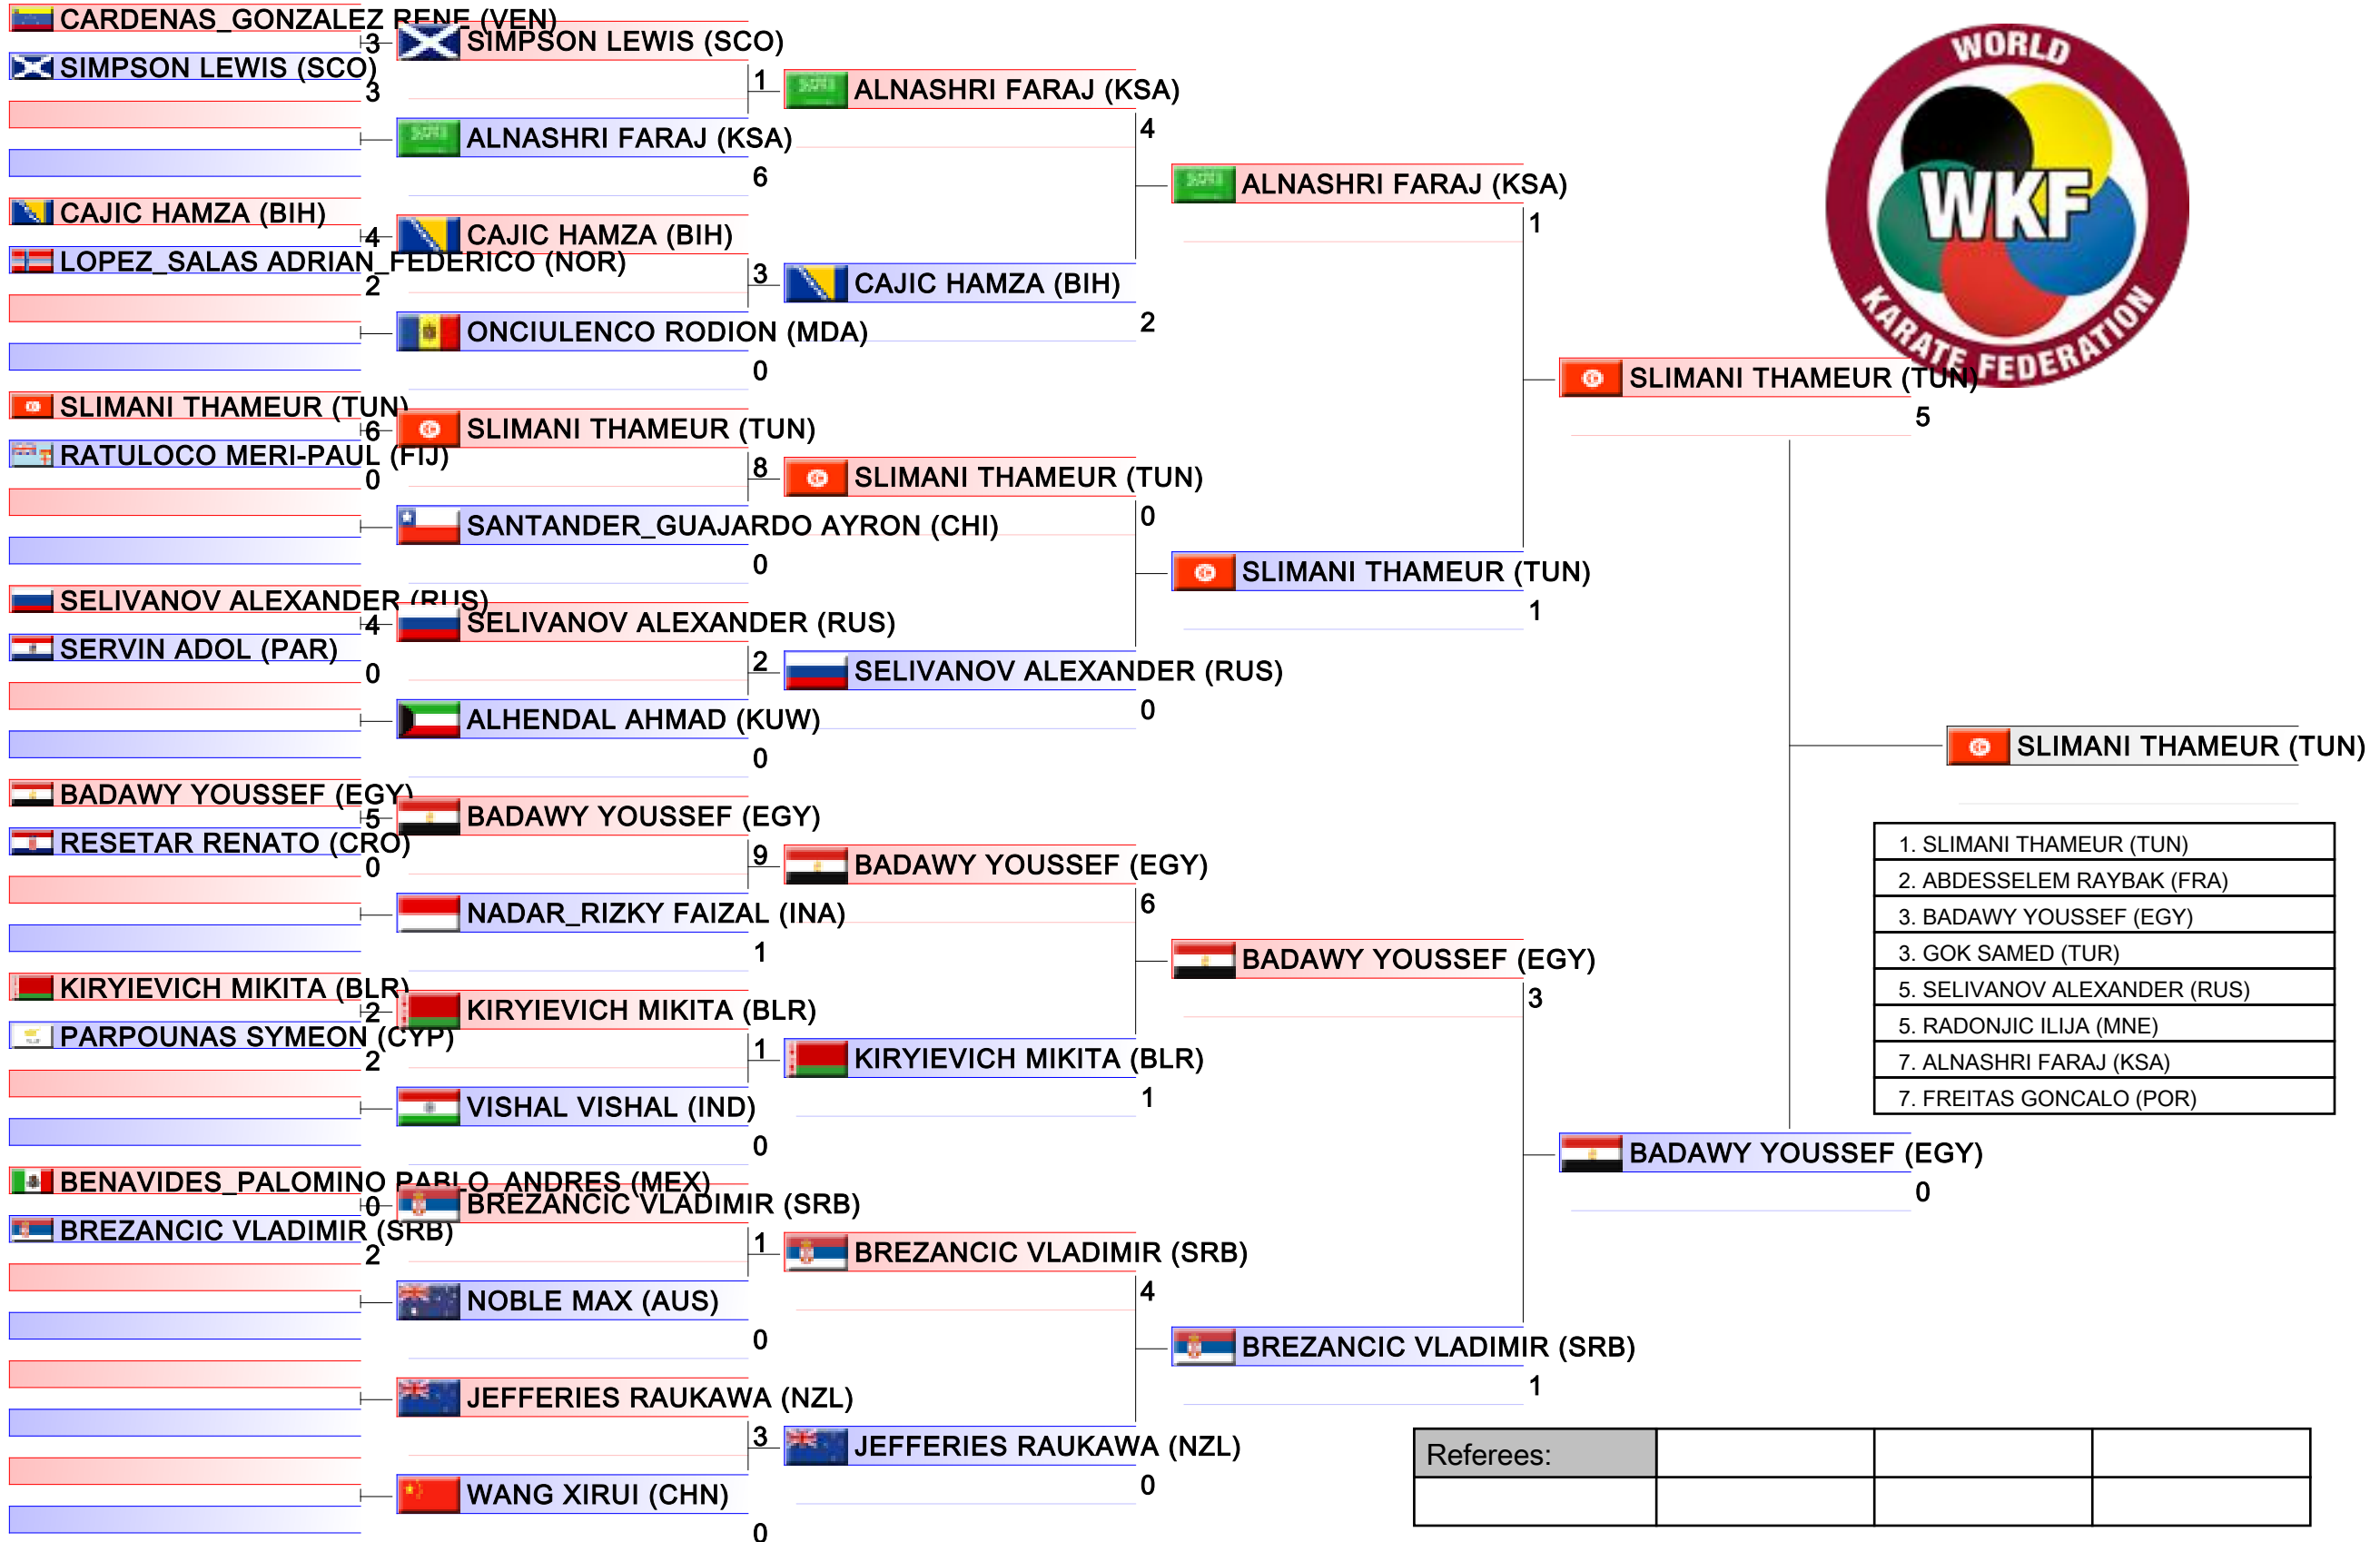 CARDENAS_GONZALEZ RENE (VEN)
3
SIMPSON LEWIS (SCO)
3
CAJIC HAMZA (BIH)
4
LOPEZ_SALAS ADRIAN_FEDERICO (NOR)
2
SLIMANI THAMEUR (TUN)
6
RATULOCO MERI-PAUL (FIJ)
0
SELIVANOV ALEXANDER (RUS)
4
SERVIN ADOL (PAR)
0
BADAWY YOUSSEF (EGY)
5
RESETAR RENATO (CRO)
0
KIRYIEVICH MIKITA (BLR)
2
PARPOUNAS SYMEON (CYP)
2
BENAVIDES_PALOMINO PABLO_ANDRES (MEX)
0
BREZANCIC VLADIMIR (SRB)
2
SIMPSON LEWIS (SCO)
1
ALNASHRI FARAJ (KSA)
6
CAJIC HAMZA (BIH)
3
ONCIULENCO RODION (MDA)
0
SLIMANI THAMEUR (TUN)
8
SANTANDER_GUAJARDO AYRON (CHI)
0
SELIVANOV ALEXANDER (RUS)
2
ALHENDAL AHMAD (KUW)
0
BADAWY YOUSSEF (EGY)
9
NADAR_RIZKY FAIZAL (INA)
1
KIRYIEVICH MIKITA (BLR)
1
VISHAL VISHAL (IND)
0
BREZANCIC VLADIMIR (SRB)
1
NOBLE MAX (AUS)
0
JEFFERIES RAUKAWA (NZL)
3
WANG XIRUI (CHN)
0
ALNASHRI FARAJ (KSA)
4
CAJIC HAMZA (BIH)
2
SLIMANI THAMEUR (TUN)
0
SELIVANOV ALEXANDER (RUS)
0
BADAWY YOUSSEF (EGY)
6
KIRYIEVICH MIKITA (BLR)
1
BREZANCIC VLADIMIR (SRB)
4
JEFFERIES RAUKAWA (NZL)
0
ALNASHRI FARAJ (KSA)
1
SLIMANI THAMEUR (TUN)
1
BADAWY YOUSSEF (EGY)
3
BREZANCIC VLADIMIR (SRB)
1
SLIMANI THAMEUR (TUN)
5
BADAWY YOUSSEF (EGY)
0
SLIMANI THAMEUR (TUN)
WORLD
WKF
KARATE FEDERATION
1. SLIMANI THAMEUR (TUN)
2. ABDESSELEM RAYBAK (FRA)
3. BADAWY YOUSSEF (EGY)
3. GOK SAMED (TUR)
5. SELIVANOV ALEXANDER (RUS)
5. RADONJIC ILIJA (MNE)
7. ALNASHRI FARAJ (KSA)
7. FREITAS GONCALO (POR)
Referees: